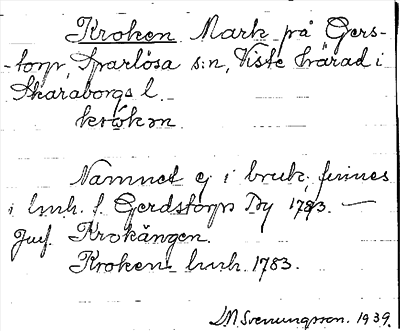 Kroken Mark på Gers-
-torp, Sparlösa s:n, Viste härad i
Skaraborgs l.
krókən
Namnet ej i bruk, finnes
i lmh. f. Gerdstorps By 1783. —
Jmf. Krokängen.
Kroken lmh. 1783.
M. Svenungsson. 1939.